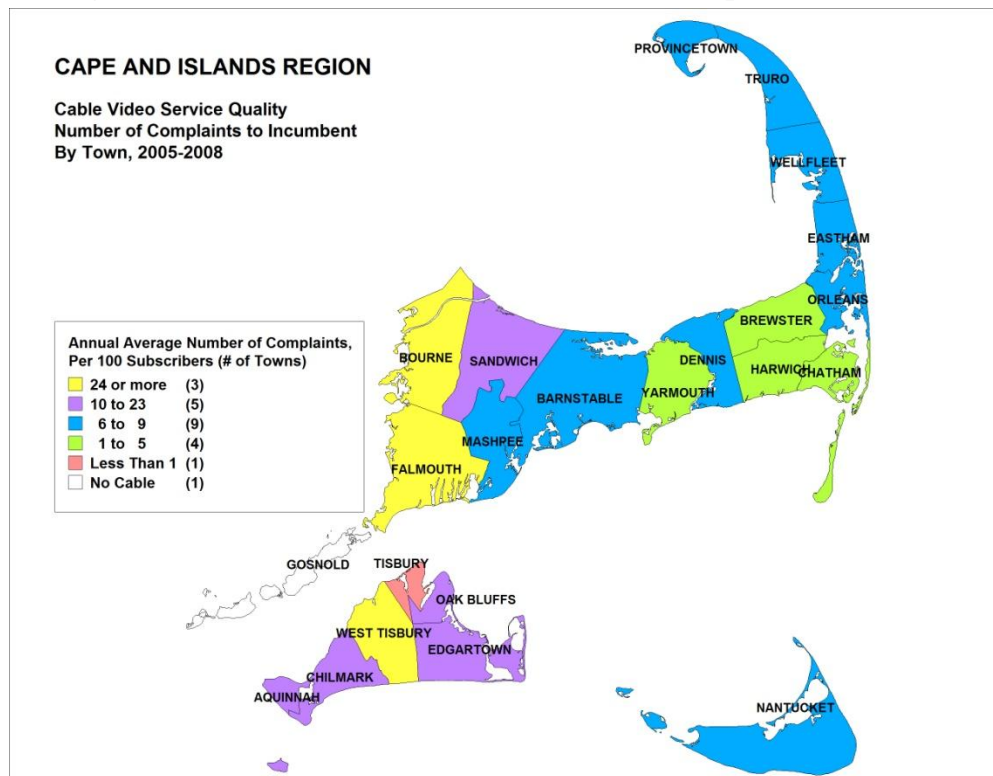 CAPE AND ISLANDS REGION
Cable Video Service Quality
Number of Complaints to Incumbent
By Town, 2005-2008
PROVINCETOWN
TRURO
WELLFLEET
EASTHAM
ORLEANS
BREWSTER
DENNIS
HARWICH
CHATHAM
YARMOUTH
BARNSTABLE
SANDWICH
BOURNE
MASHPEE
FALMOUTH
Annual Average Number of Complaints,
Per 100 Subscribers (# of Towns)
24 or more (3)
10 to 23 (5)
6 to 9 (9)
1 to 5 (4)
Less Than 1 (1)
No Cable (1)
GOSNOLD
TISBURY
OAK BLUFFS
WEST TISBURY
EDGARTOWN
CHILMARK
AQUINNAH
NANTUCKET